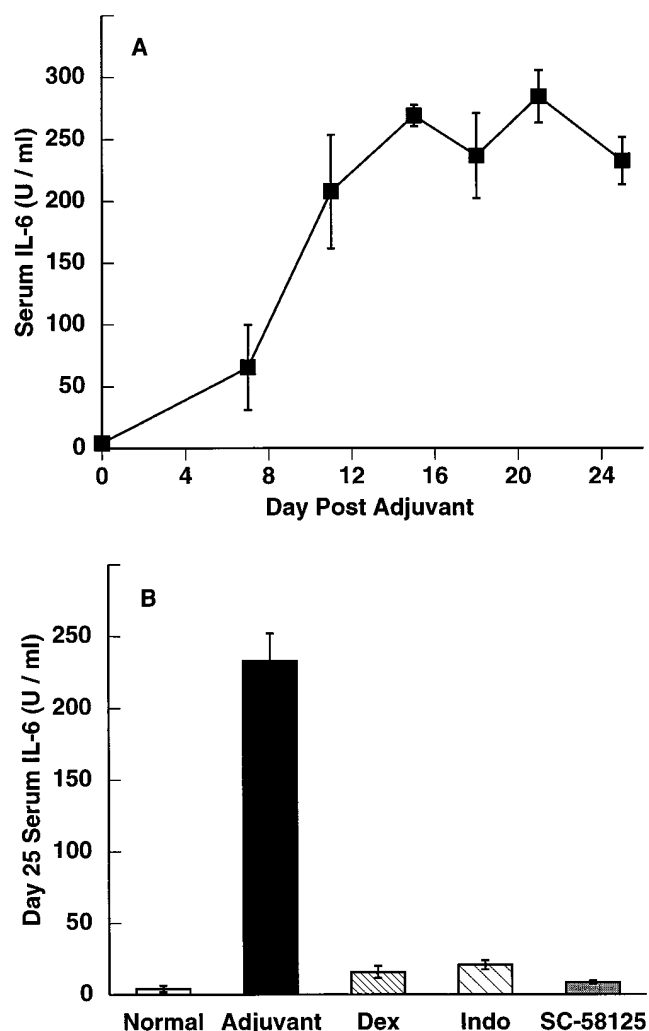 A
Serum IL-6 (U / ml)
300
250
200
150
100
50
0
0 4 8 12 16 20 24
Day Post Adjuvant
B
Day 25 Serum IL-6 (U / ml)
250
200
150
100
50
0
Normal Adjuvant Dex Indo SC-58125